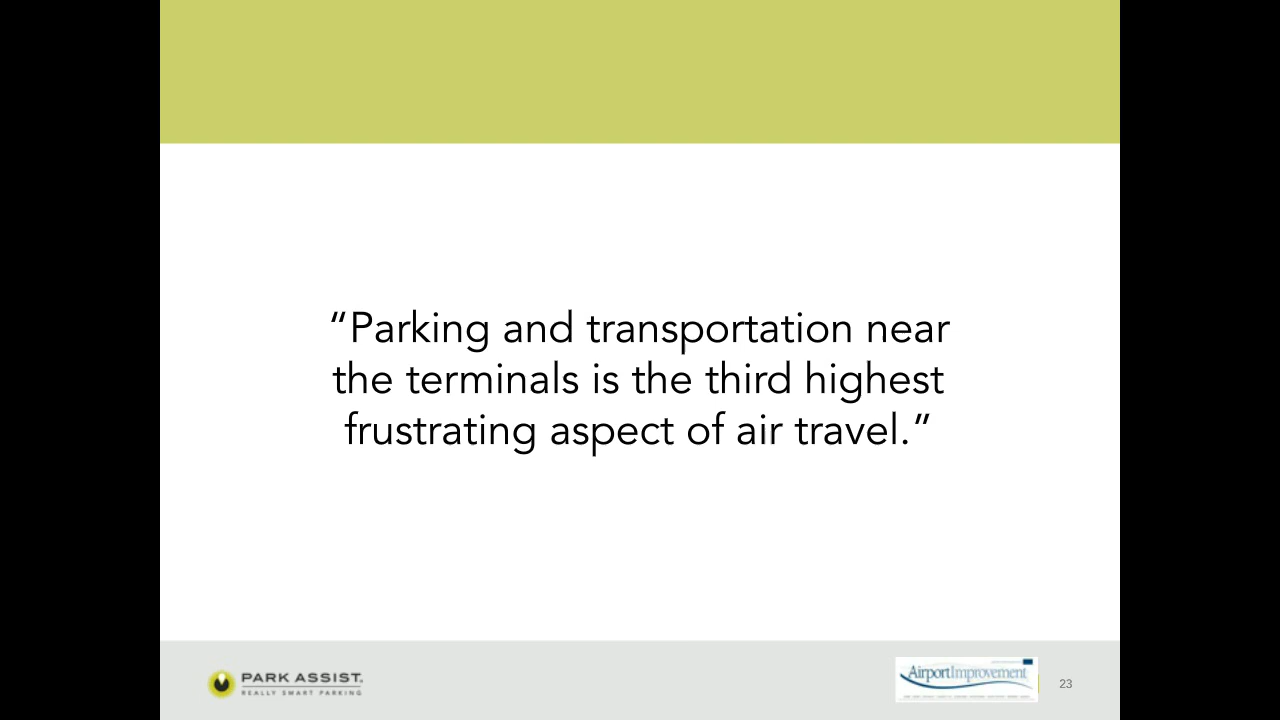 “Parking and transportation near
the terminals is the third highest
frustrating aspect of air travel.”
PARK ASSIST.
REALLY SMART PARKING
AirportImprovement
23